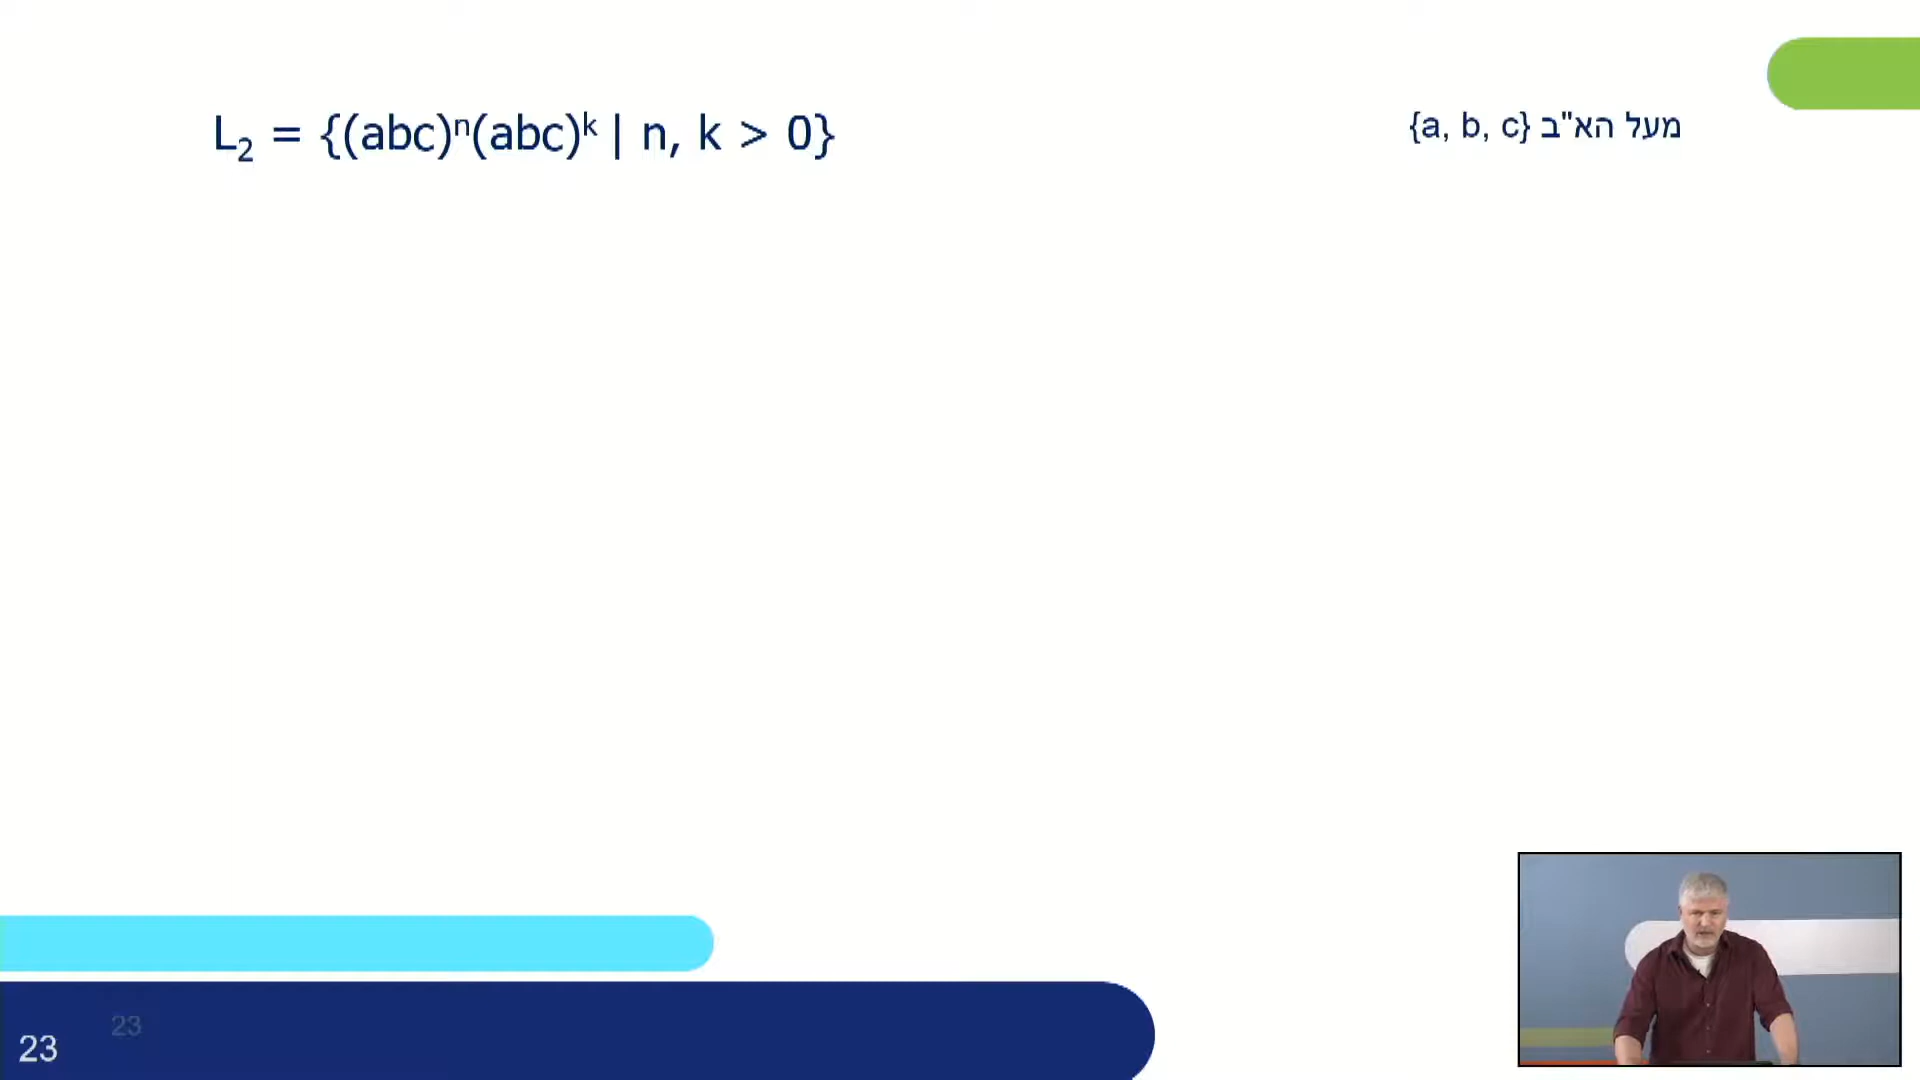 L₂ = {(abc)ⁿ(abc)ᵏ | n, k > 0}
מעל הא"ב {a, b, c}
23
23